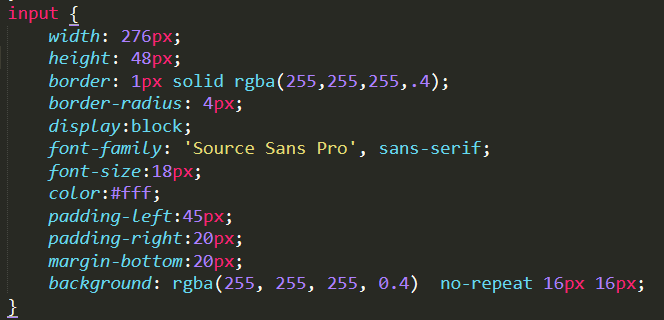 input {
width: 276px;
height: 48px;
border: 1px solid rgba(255,255,255,.4);
border-radius: 4px;
display:block;
font-family: 'Source Sans Pro', sans-serif;
font-size:18px;
color:#fff;
padding-left:45px;
padding-right:20px;
margin-bottom:20px;
background: rgba(255, 255, 255, 0.4)  no-repeat 16px 16px;
}